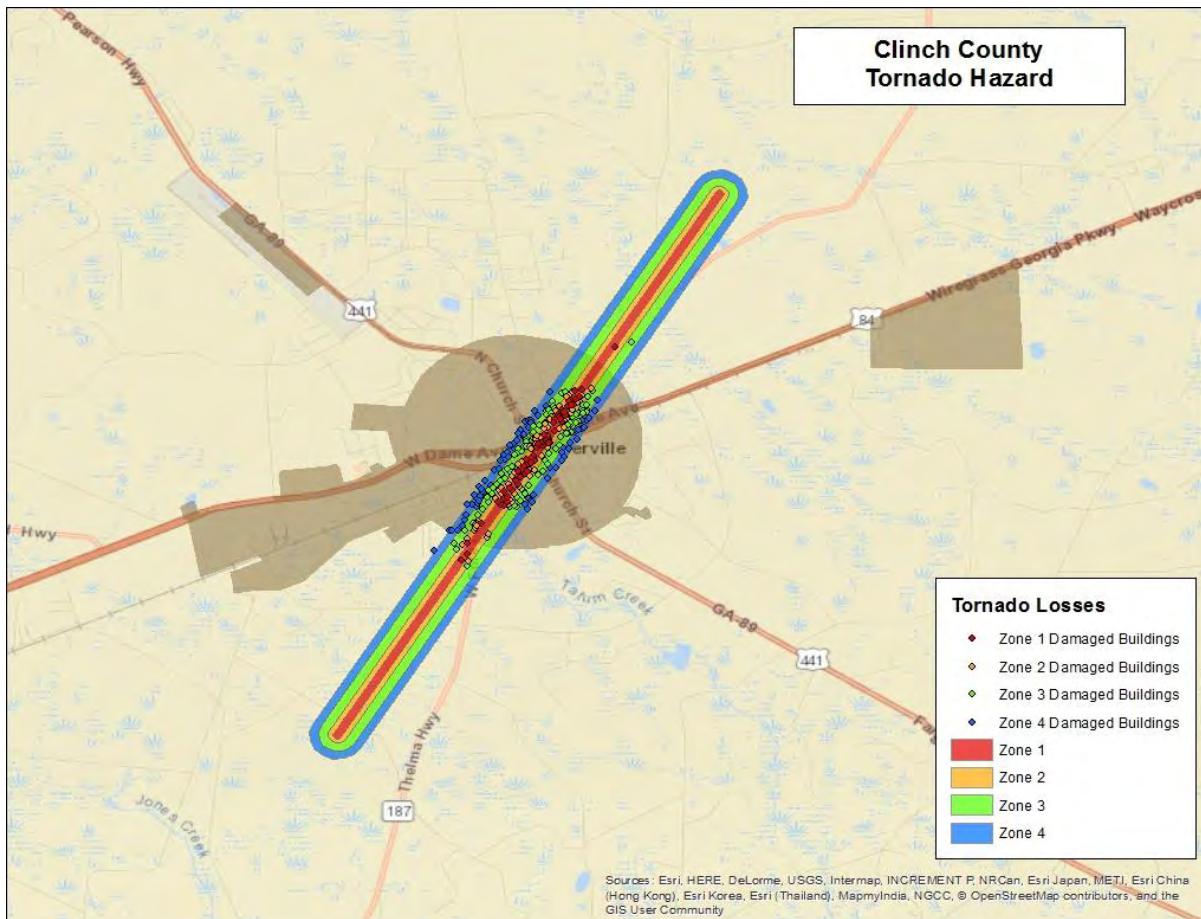 Clinch County
Tornado Hazard
Pearson Hwy
GA-89
441
N Church S
84
Wiregrass Georgia Pkwy
Waycros
W Dame Av
Ave
erville
Church St
H Hwy
W
Tatum Creek
GA-89
441
Farg
Thelma Hwy
187
Jones Creek
Tornado Losses
Zone 1 Damaged Buildings
Zone 2 Damaged Buildings
Zone 3 Damaged Buildings
Zone 4 Damaged Buildings
Zone 1
Zone 2
Zone 3
Zone 4
Sources: Esri, HERE, DeLorme, USGS, Intermap, INCREMENT P, NRCan, Esri Japan, METI, Esri China
(Hong Kong), Esri Korea, Esri (Thailand), MapmyIndia, NGCC, © OpenStreetMap contributors, and the
GIS User Community